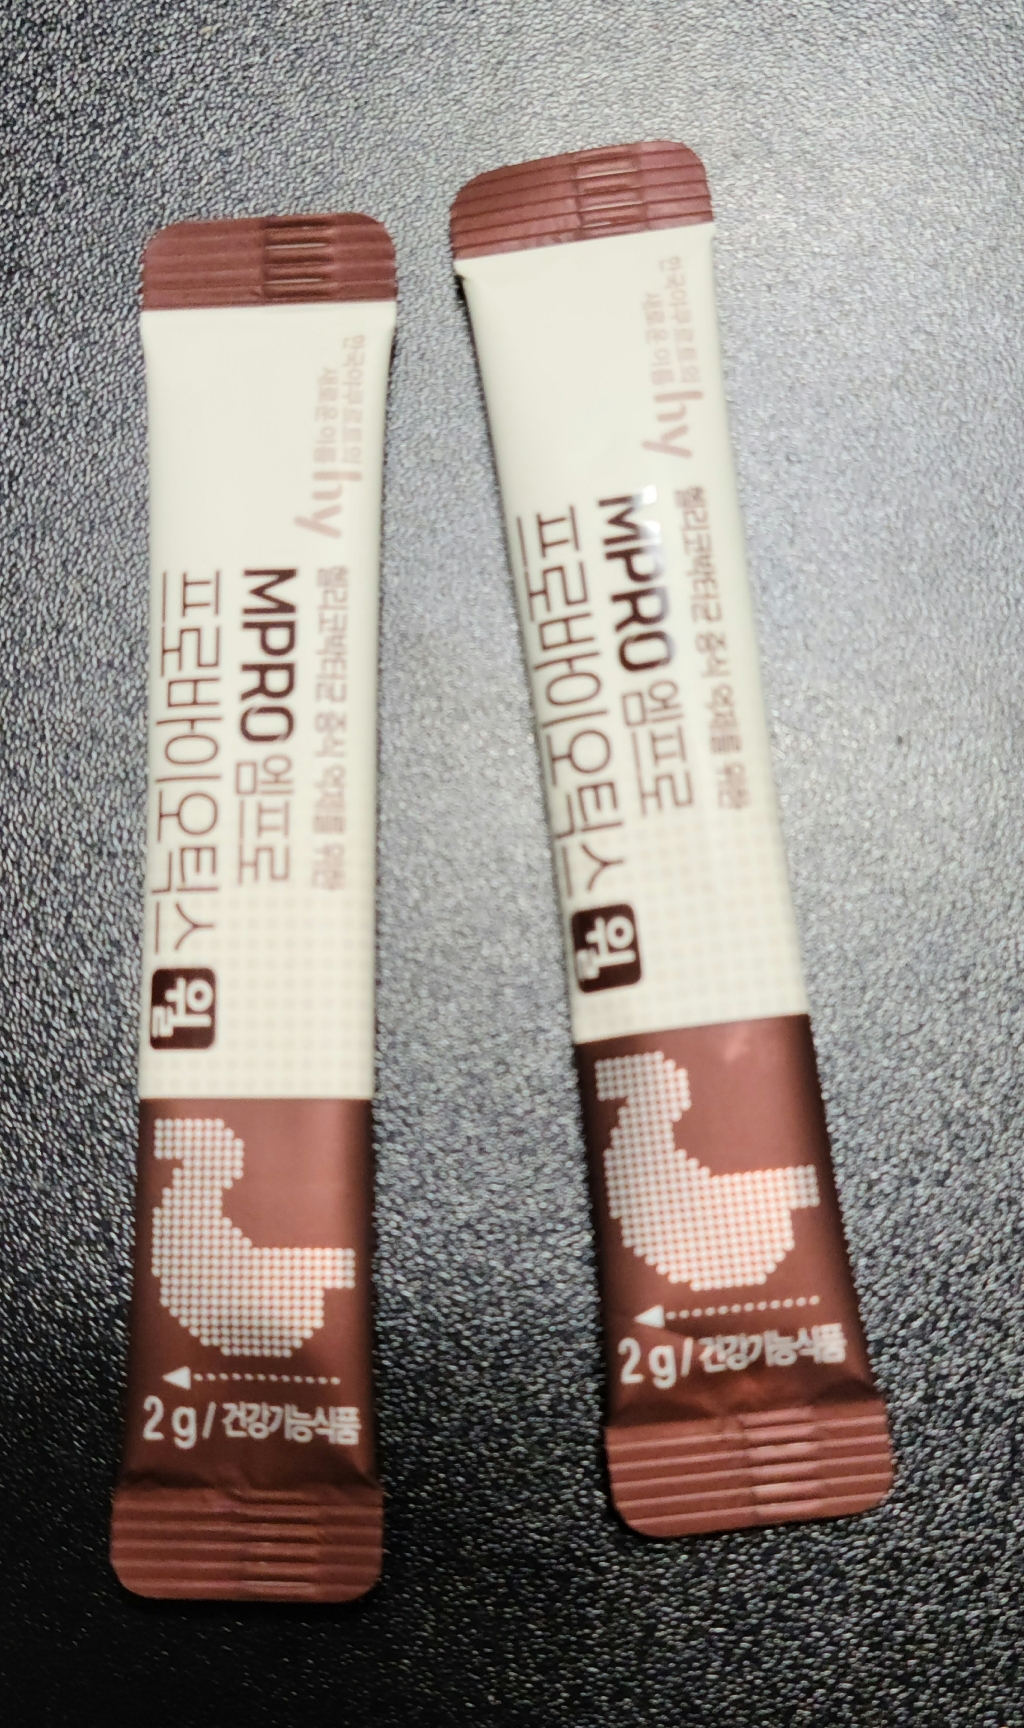 한국야쿠르트의
새로운 이름
hy
헬리코박터균 증식 억제를 위한
MPRO 엠프로
프로바이오틱스 윌
2 g / 건강기능식품
한국야쿠르트의
새로운 이름
hy
헬리코박터균 증식 억제를 위한
MPRO 엠프로
프로바이오틱스 윌
2 g / 건강기능식품